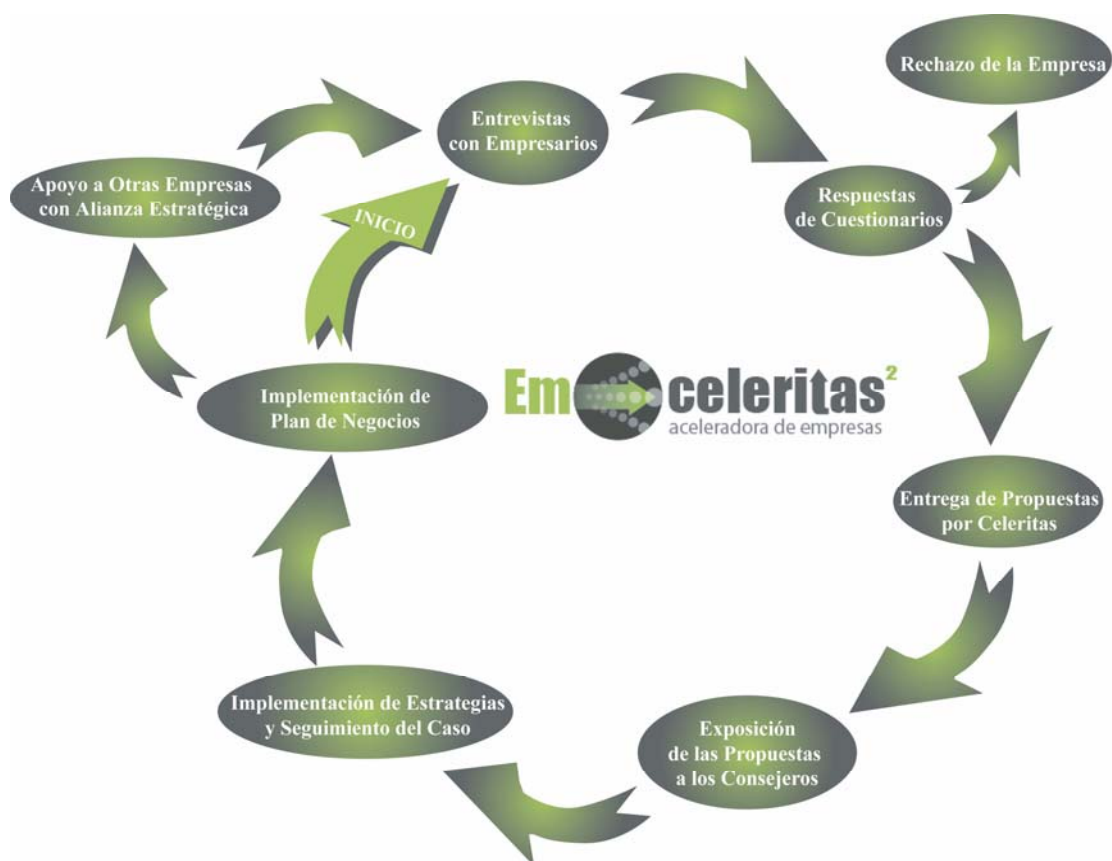 Rechazo de la Empresa
Entrevistas
con Empresarios
Apoyo a Otras Empresas
con Alianza Estratégica
Respuestas
de Cuestionarios
INICIO
Em celeritas²
aceleradora de empresas
Implementación de
Plan de Negocios
Entrega de Propuestas
por Celeritas
Implementación de Estrategias
y Seguimiento del Caso
Exposición
de las Propuestas
a los Consejeros